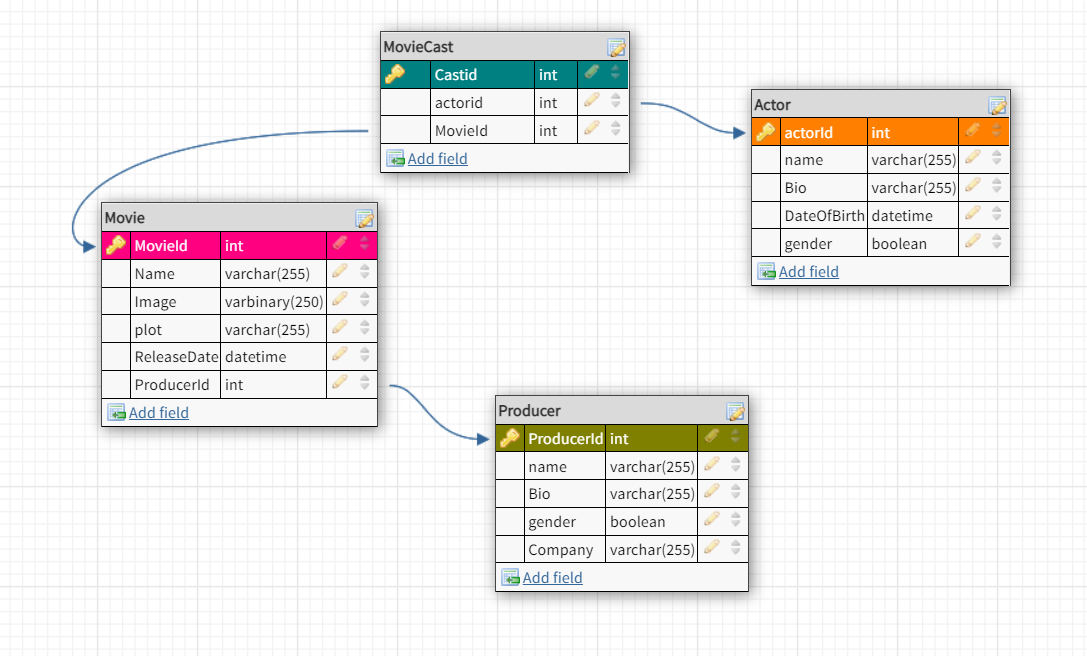 MovieCast
Castid int
actorid int
MovieId int
Add field
Actor
actorId int
name varchar(255)
Bio varchar(255)
DateOfBirth datetime
gender boolean
Add field
Movie
MovieId int
Name varchar(255)
Image varbinary(250)
plot varchar(255)
ReleaseDate datetime
ProducerId int
Add field
Producer
ProducerId int
name varchar(255)
Bio varchar(255)
gender boolean
Company varchar(255)
Add field